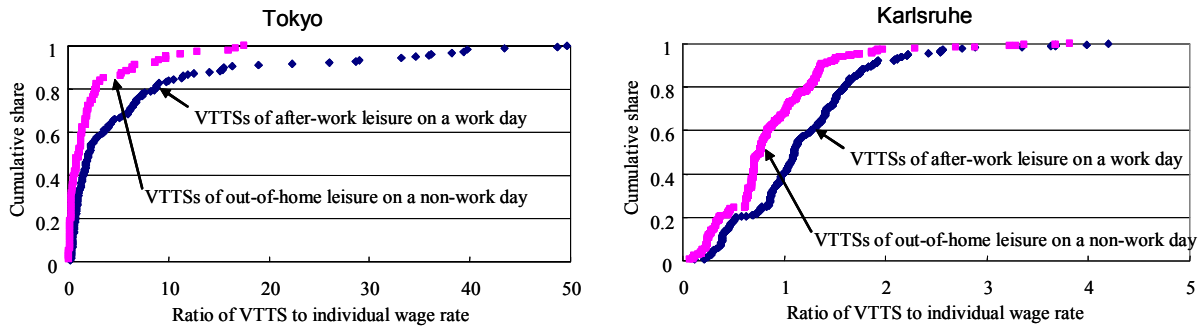 Tokyo
1
0.8
0.6
0.4
0.2
0
Cumulative share
VTTSs of after-work leisure on a work day
VTTSs of out-of-home leisure on a non-work day
0 10 20 30 40 50
Ratio of VTTS to individual wage rate
Karlsruhe
1
0.8
0.6
0.4
0.2
0
Cumulative share
VTTSs of after-work leisure on a work day
VTTSs of out-of-home leisure on a non-work day
0 1 2 3 4 5
Ratio of VTTS to individual wage rate